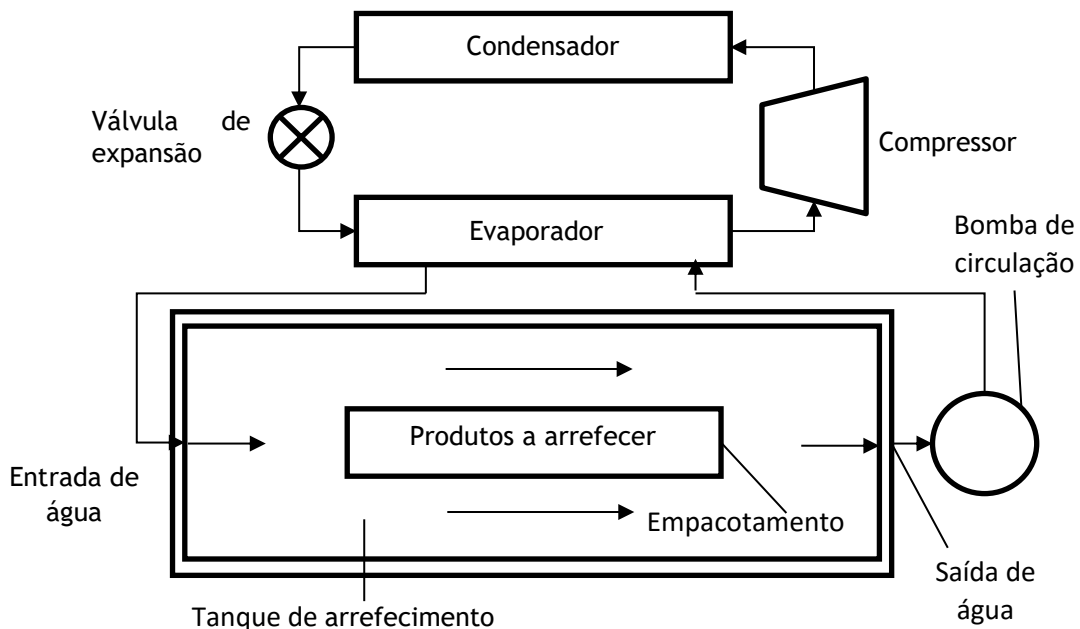 Condensador
Válvula de
expansão
Compressor
Evaporador
Bomba de
circulação
Produtos a arrefecer
Entrada de
água
Empacotamento
Saída de
água
Tanque de arrefecimento